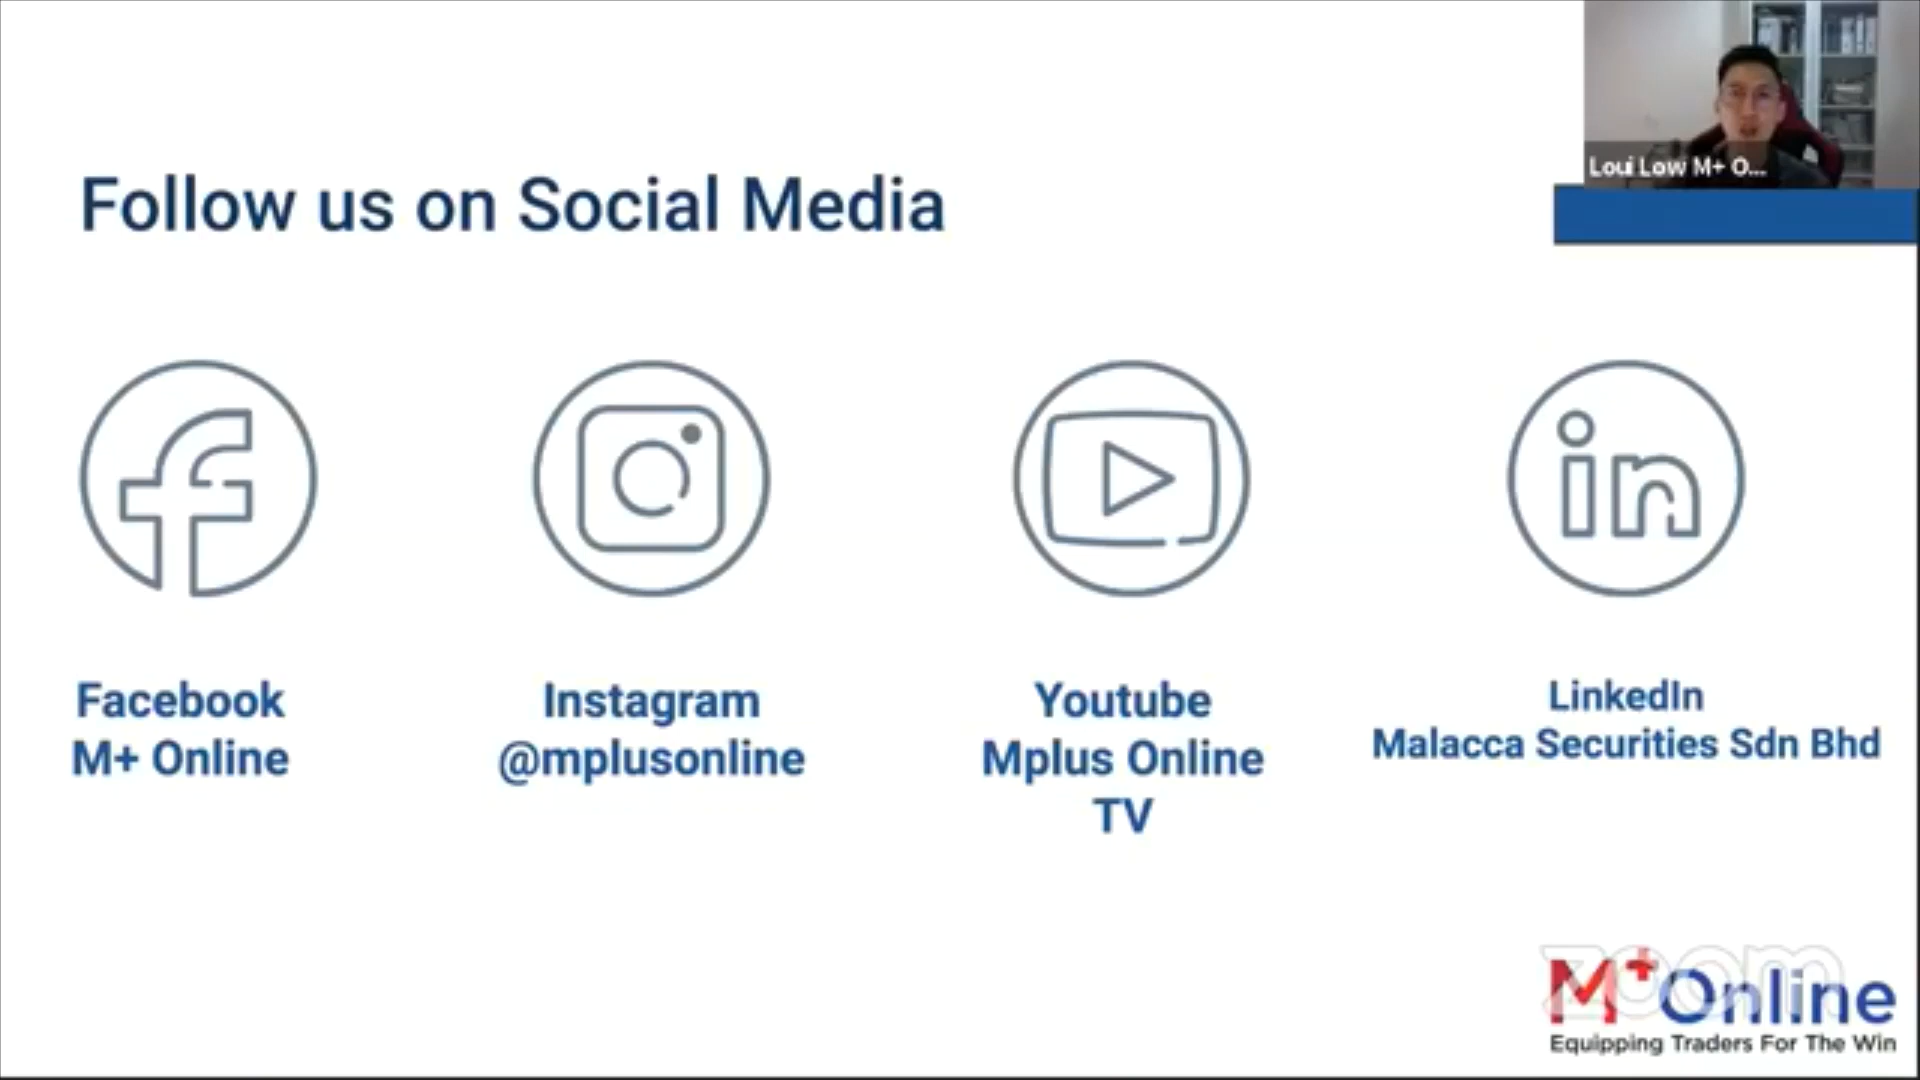 Loui Low M+ O...
Follow us on Social Media
Facebook
M+ Online
Instagram
@mplusonline
Youtube
Mplus Online
TV
LinkedIn
Malacca Securities Sdn Bhd
zoom
M+Online
Equipping Traders For The Win